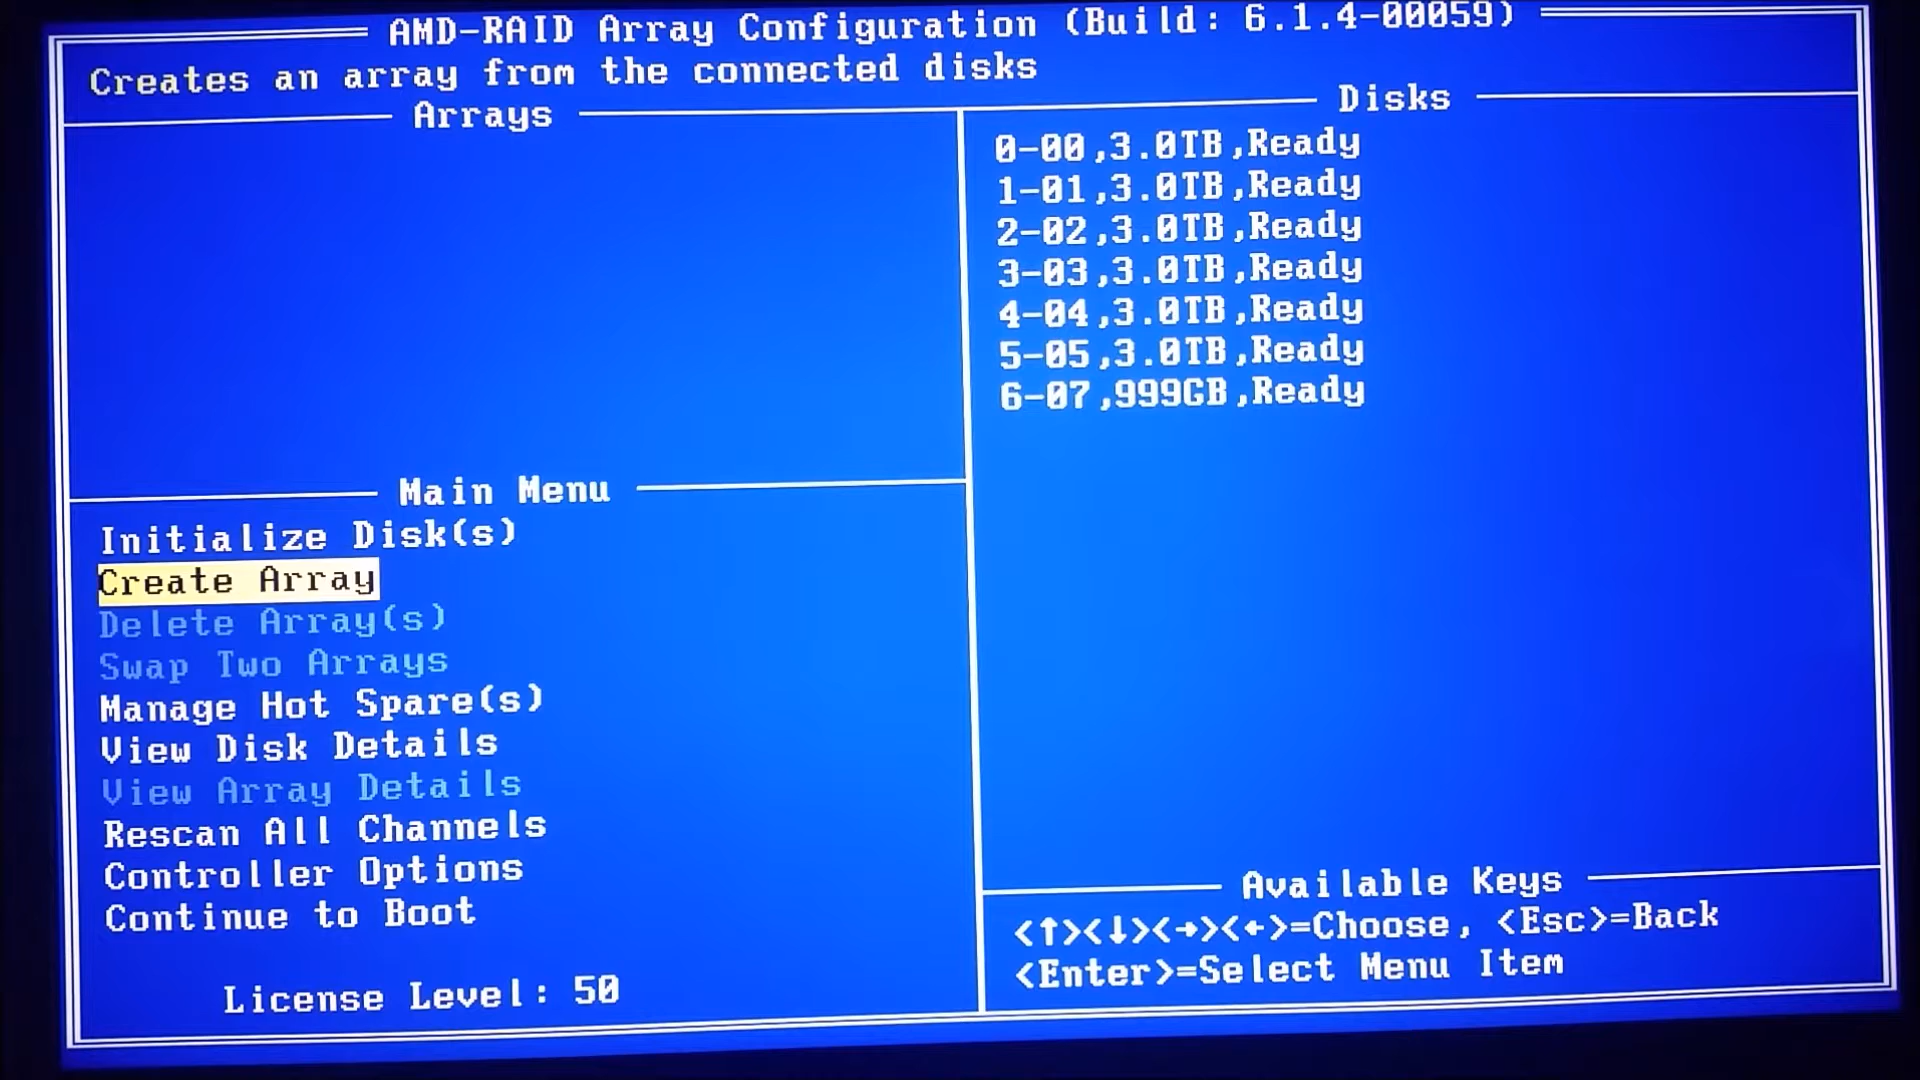 AMD-RAID Array Configuration (Build: 6.1.4-00059)
Creates an array from the connected disks
Arrays
Disks
0-00,3.0TB,Ready
1-01,3.0TB,Ready
2-02,3.0TB,Ready
3-03,3.0TB,Ready
4-04,3.0TB,Ready
5-05,3.0TB,Ready
6-07,999GB,Ready
Main Menu
Initialize Disk(s)
Create Array
Delete Array(s)
Swap Two Arrays
Manage Hot Spare(s)
View Disk Details
View Array Details
Rescan All Channels
Controller Options
Continue to Boot
License Level: 50
Available Keys
<↑><↓><→><←>=Choose, <Esc>=Back
<Enter>=Select Menu Item